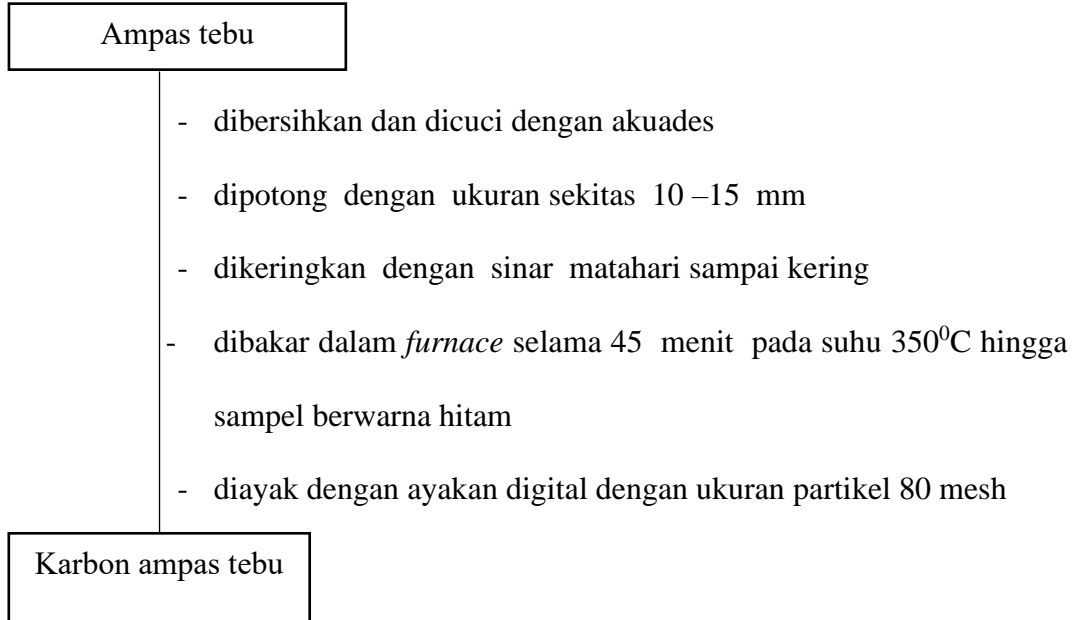 Ampas tebu
- dibersihkan dan dicuci dengan akuades
- dipotong dengan ukuran sekitas 10 –15 mm
- dikeringkan dengan sinar matahari sampai kering
- dibakar dalam furnace selama 45 menit pada suhu 350⁰C hingga
sampel berwarna hitam
- diayak dengan ayakan digital dengan ukuran partikel 80 mesh
Karbon ampas tebu